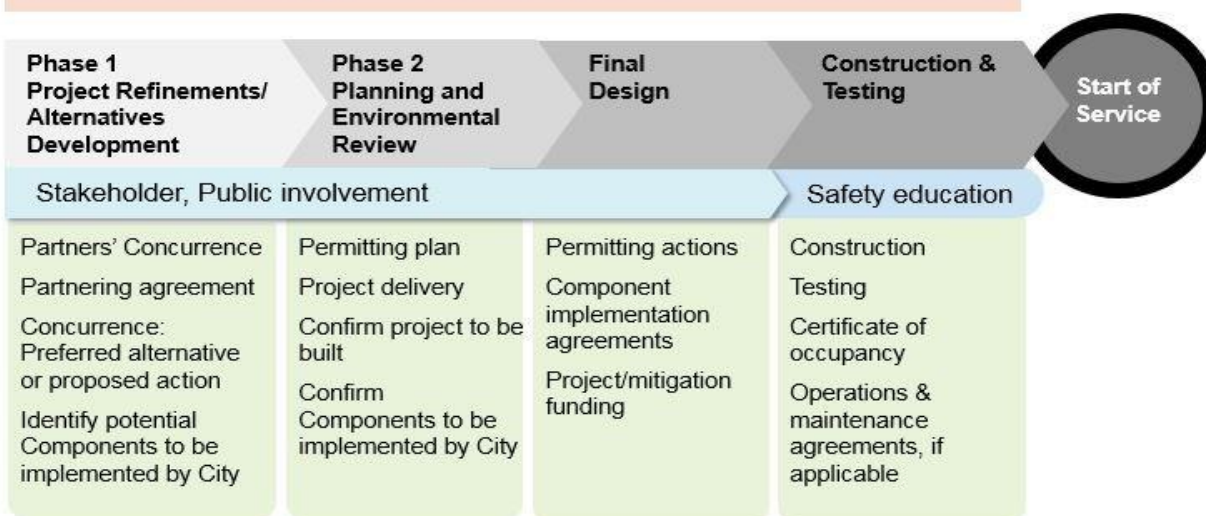 Phase 1
Project Refinements/
Alternatives
Development
Phase 2
Planning and
Environmental
Review
Final
Design
Construction &
Testing
Start of
Service
Stakeholder, Public involvement
Safety education
Partners' Concurrence
Partnering agreement
Concurrence:
Preferred alternative
or proposed action
Identify potential
Components to be
implemented by City
Permitting plan
Project delivery
Confirm project to be
built
Confirm
Components to be
implemented by City
Permitting actions
Component
implementation
agreements
Project/mitigation
funding
Construction
Testing
Certificate of
occupancy
Operations &
maintenance
agreements, if
applicable